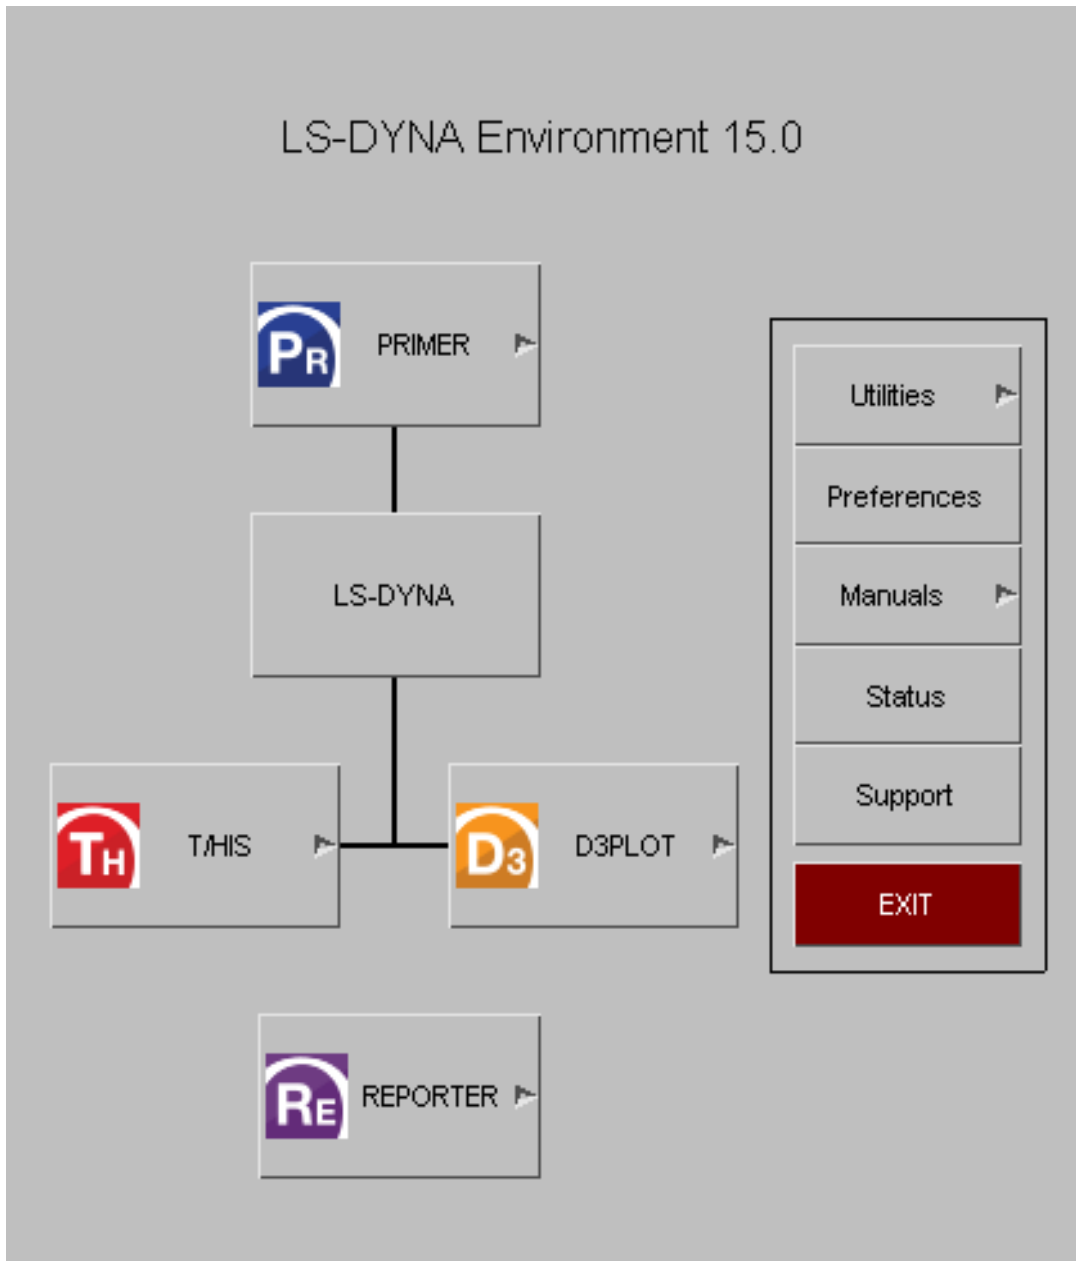 LS-DYNA Environment 15.0
PR PRIMER
Utilities
Preferences
LS-DYNA
Manuals
Status
Support
TH T/HIS
D3 D3PLOT
EXIT
RE REPORTER